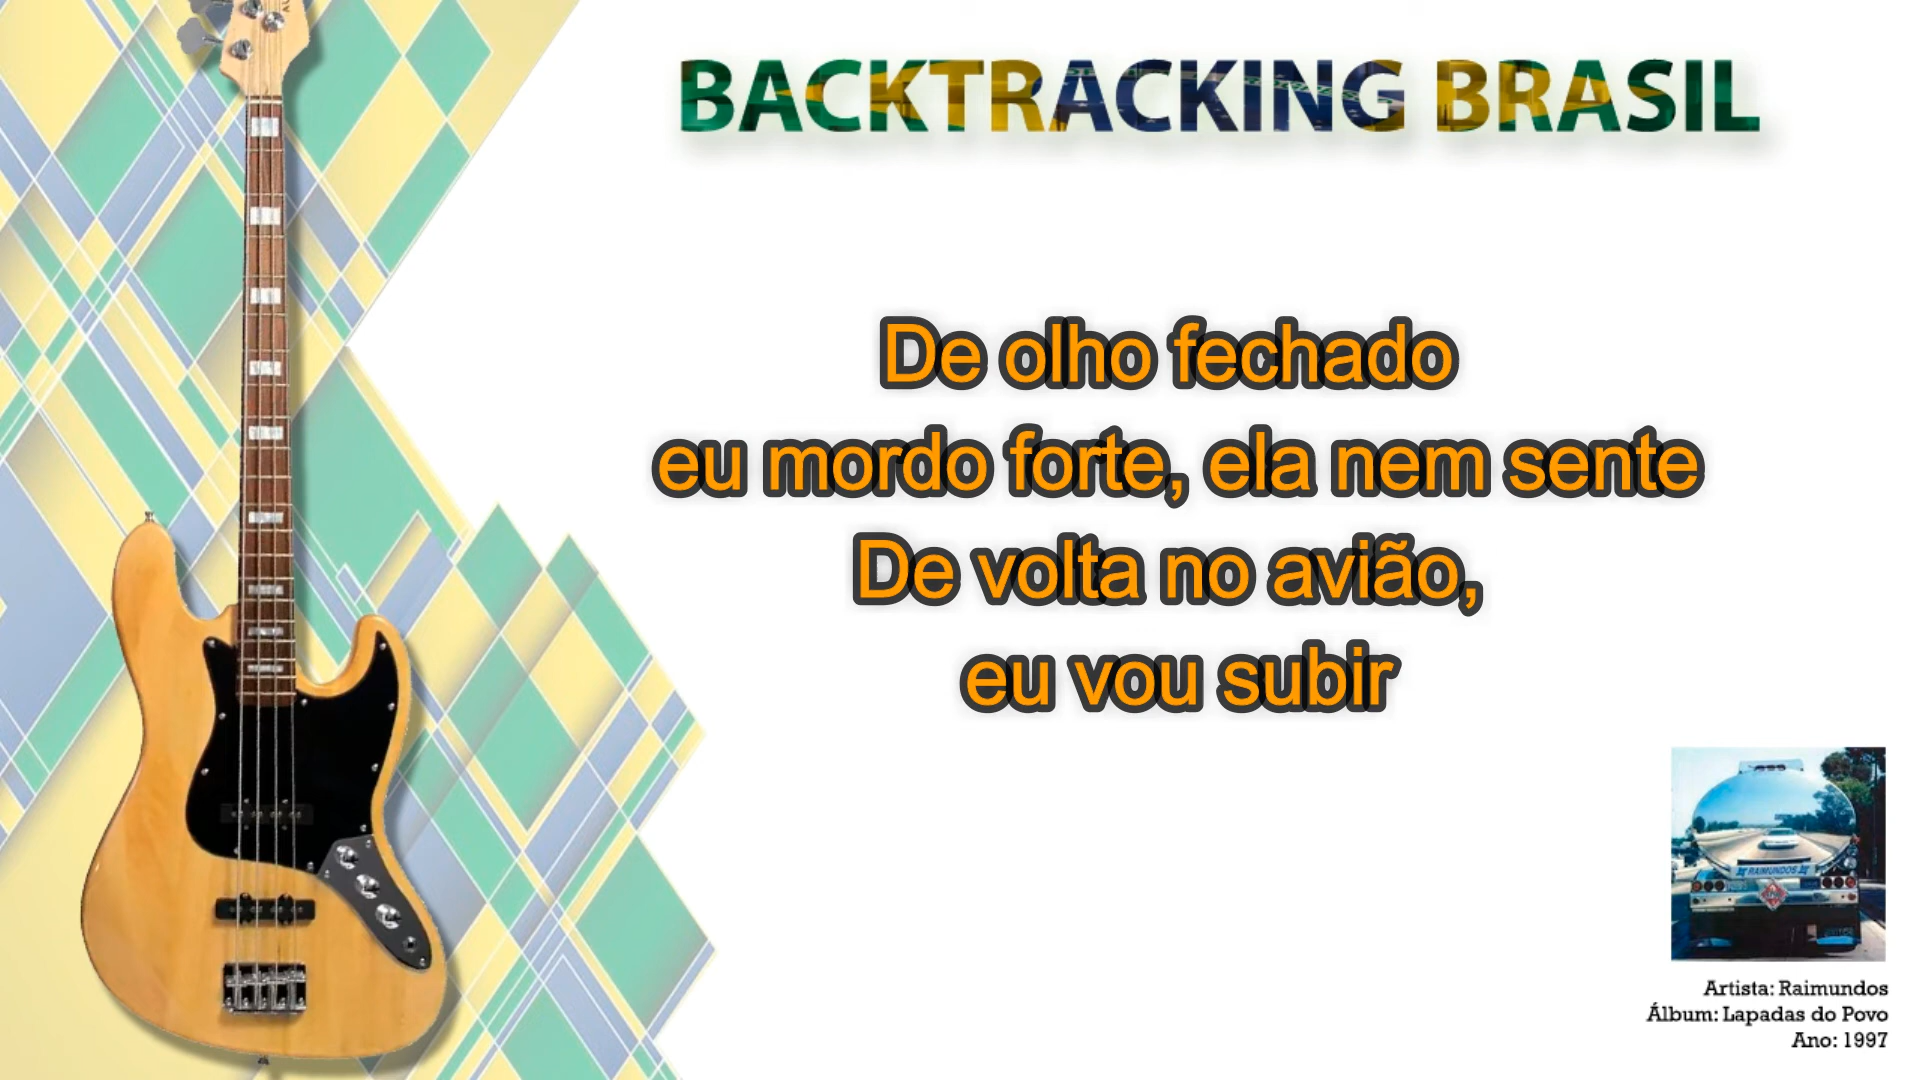 BACKTRACKING BRASIL
De olho fechado
eu mordo forte, ela nem sente
De volta no avião,
eu vou subir
RAIMUNDOS
Artista: Raimundos
Álbum: Lapadas do Povo
Ano: 1997